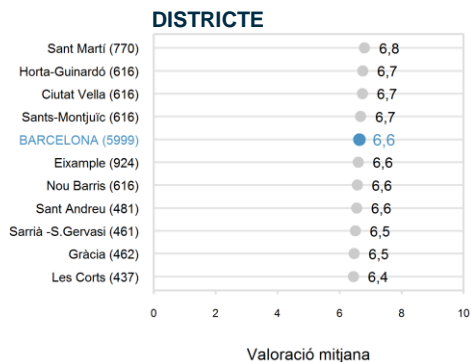 DISTRICTE
Sant Martí (770) 6,8
Horta-Guinardó (616) 6,7
Ciutat Vella (616) 6,7
Sants-Montjuïc (616) 6,7
BARCELONA (5999) 6,6
Eixample (924) 6,6
Nou Barris (616) 6,6
Sant Andreu (481) 6,6
Sarrià -S.Gervasi (461) 6,5
Gràcia (462) 6,5
Les Corts (437) 6,4
0 2 4 6 8 10
Valoració mitjana